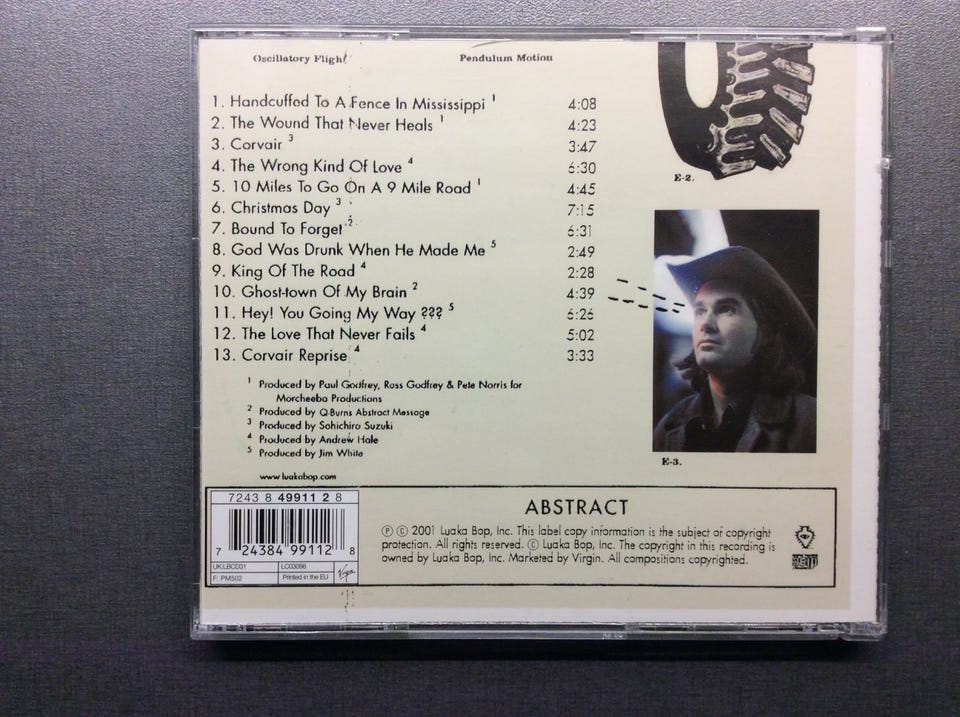 Oscillatory Flight Pendulum Motion
1. Handcuffed To A Fence In Mississippi 1 4:08
2. The Wound That Never Heals 1 4:23
3. Corvair 3 3:47
4. The Wrong Kind Of Love 4 6:30
5. 10 Miles To Go On A 9 Mile Road 1 4:45
6. Christmas Day 3 7:15
7. Bound To Forget 2 6:31
8. God Was Drunk When He Made Me 5 2:49
9. King Of The Road 4 2:28
10. Ghost-town Of My Brain 2 4:39
11. Hey! You Going My Way ??? 5 6:26
12. The Love That Never Fails 4 5:02
13. Corvair Reprise 4 3:33
E-2.
E-3.
1 Produced by Paul Godfrey, Ross Godfrey & Pete Norris for
Morcheeba Productions
2 Produced by Q-Burns Abstract Message
3 Produced by Sohichiro Suzuki
4 Produced by Andrew Hale
5 Produced by Jim White
www.luakabop.com
7243 8 49911 2 8
7 24384 99112 8
UK:LBCD31 LC03098
F: PM502 Printed in the EU
Virgin
ABSTRACT
Ⓟ © 2001 Luaka Bop, Inc. This label copy information is the subject of copyright
protection. All rights reserved. © Luaka Bop, Inc. The copyright in this recording is
owned by Luaka Bop, Inc. Marketed by Virgin. All compositions copyrighted.